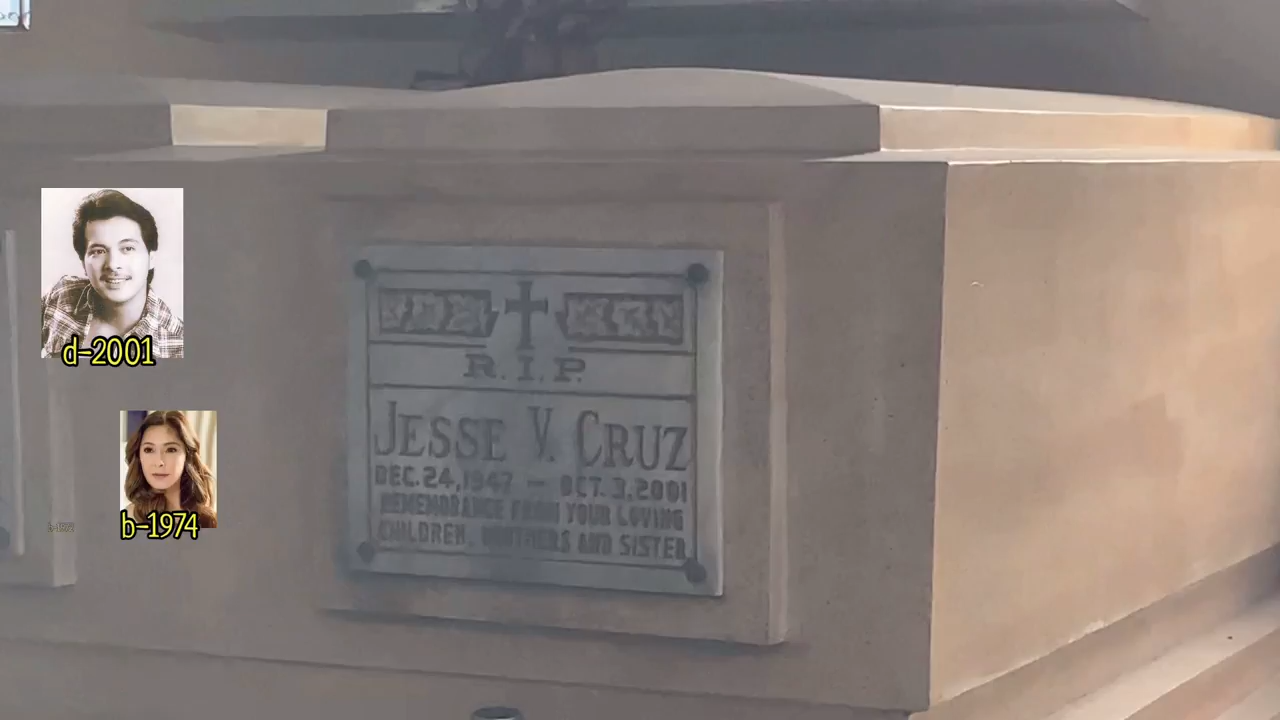 d-2001
b-1974
R. I. P.
JESSE V. CRUZ
DEC. 24, 1947 — OCT. 3, 2001
REMEMBRANCE FROM YOUR LOVING
CHILDREN, BROTHERS AND SISTER